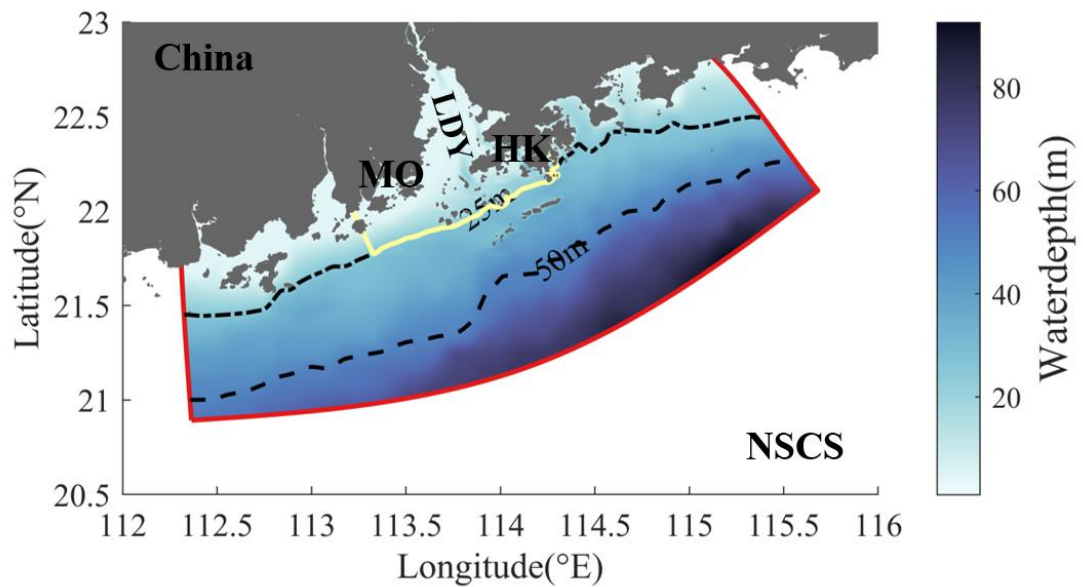 23
22.5
22
21.5
21
20.5
Latitude(°N)
China
LDY
MO
HK
25m
50m
NSCS
112
112.5
113
113.5
114
114.5
115
115.5
116
Longitude(°E)
80
60
40
20
Waterdepth(m)